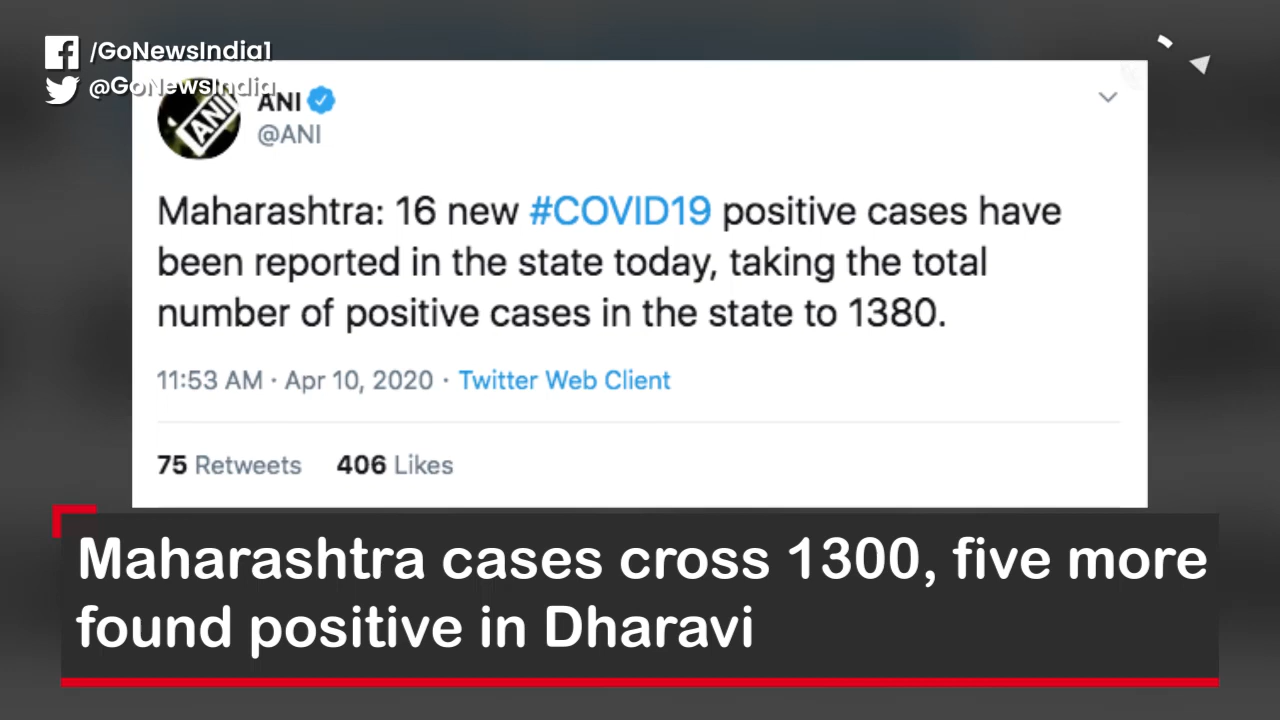 /GoNewsIndia1
@GoNewsIndia
ANI
ANI
@ANI
Maharashtra: 16 new #COVID19 positive cases have
been reported in the state today, taking the total
number of positive cases in the state to 1380.
11:53 AM · Apr 10, 2020 · Twitter Web Client
75 Retweets 406 Likes
Maharashtra cases cross 1300, five more
found positive in Dharavi